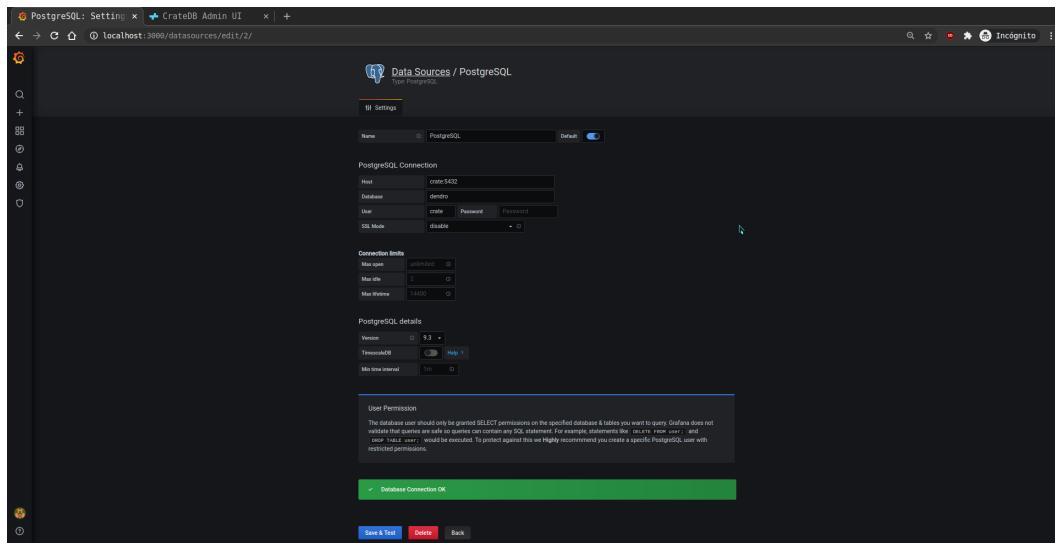 PostgreSQL: Setting
CrateDB Admin UI
localhost:3000/datasources/edit/2/
Incógnito
Data Sources / PostgreSQL
Type: PostgreSQL
Settings
Name PostgreSQL Default
PostgreSQL Connection
Host crate:5432
Database dendro
User crate Password Password
SSL Mode disable
Connection limits
Max open unlimited
Max idle 2
Max lifetime 14400
PostgreSQL details
Version 9.3
TimescaleDB Help
Min time interval 1m
User Permission
The database user should only be granted SELECT permissions on the specified database & tables you want to query. Grafana does not
validate that queries are safe so queries can contain any SQL statement. For example, statements like DELETE FROM user; and
DROP TABLE user; would be executed. To protect against this we Highly recommmend you create a specific PostgreSQL user with
restricted permissions.
Database Connection OK
Save & Test Delete Back